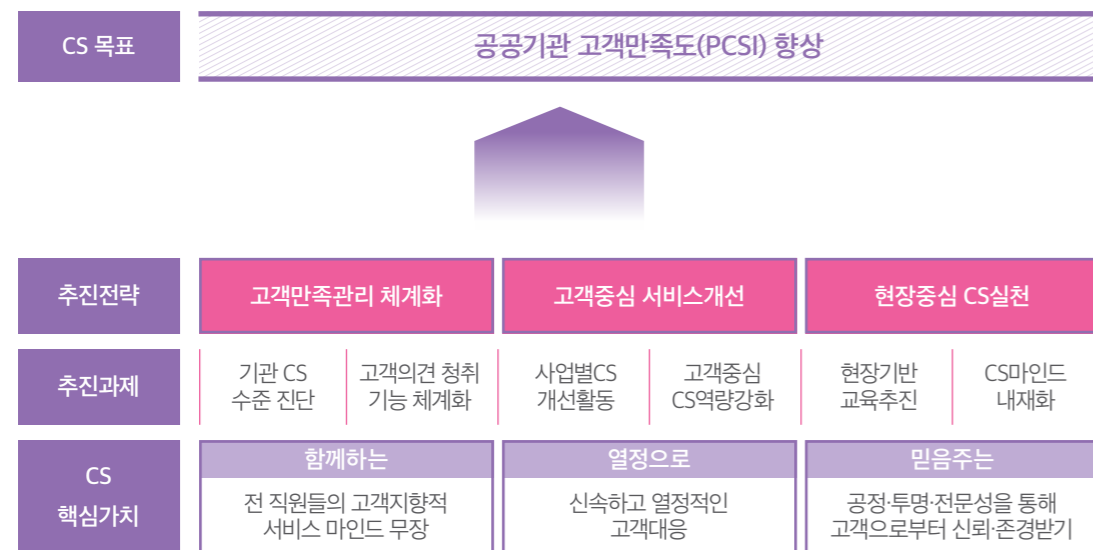 CS 목표
공공기관 고객만족도(PCSI) 향상
추진전략
고객만족관리 체계화
고객중심 서비스개선
현장중심 CS실천
추진과제
기관 CS
수준 진단
고객의견 청취
기능 체계화
사업별CS
개선활동
고객중심
CS역량강화
현장기반
교육추진
CS마인드
내재화
CS
핵심가치
함께하는
전 직원들의 고객지향적
서비스 마인드 무장
열정으로
신속하고 열정적인
고객대응
믿음주는
공정·투명·전문성을 통해
고객으로부터 신뢰·존경받기